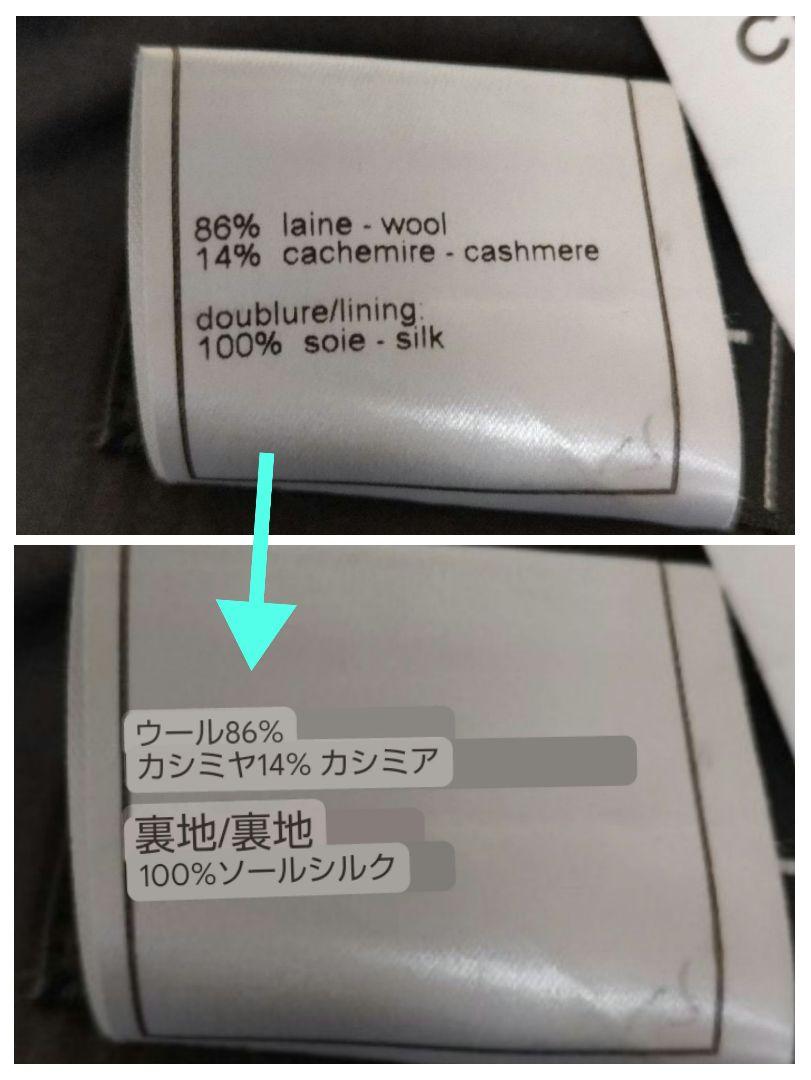 86% laine - wool
14% cachemire - cashmere
doublure/lining:
100% soie - silk
ウール86%
カシミヤ14% カシミア
裏地/裏地
100%ソールシルク